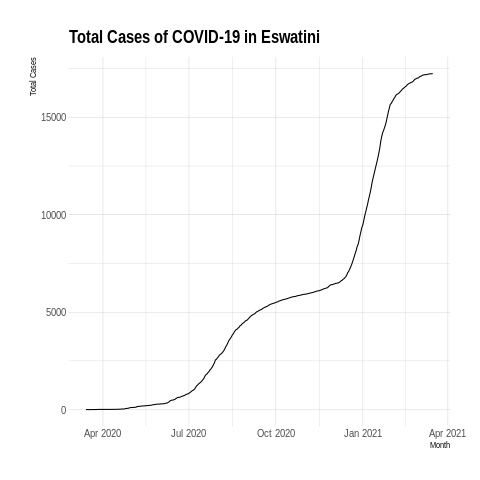 Total Cases of COVID-19 in Eswatini
Total Cases
15000
10000
5000
0
Apr 2020 Jul 2020 Oct 2020 Jan 2021 Apr 2021
Month